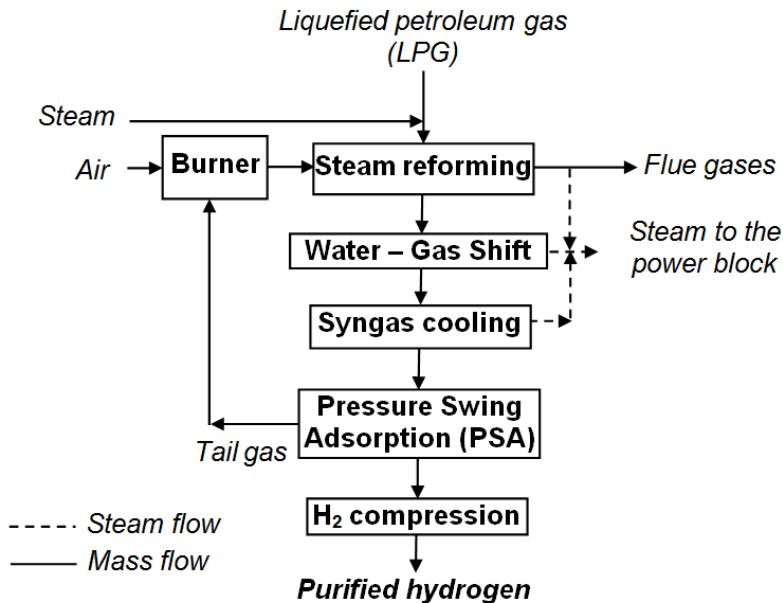 Liquefied petroleum gas
(LPG)
Steam
Air
Burner
Steam reforming
Flue gases
Water – Gas Shift
Steam to the
power block
Syngas cooling
Pressure Swing
Adsorption (PSA)
Tail gas
H₂ compression
Steam flow
Mass flow
Purified hydrogen